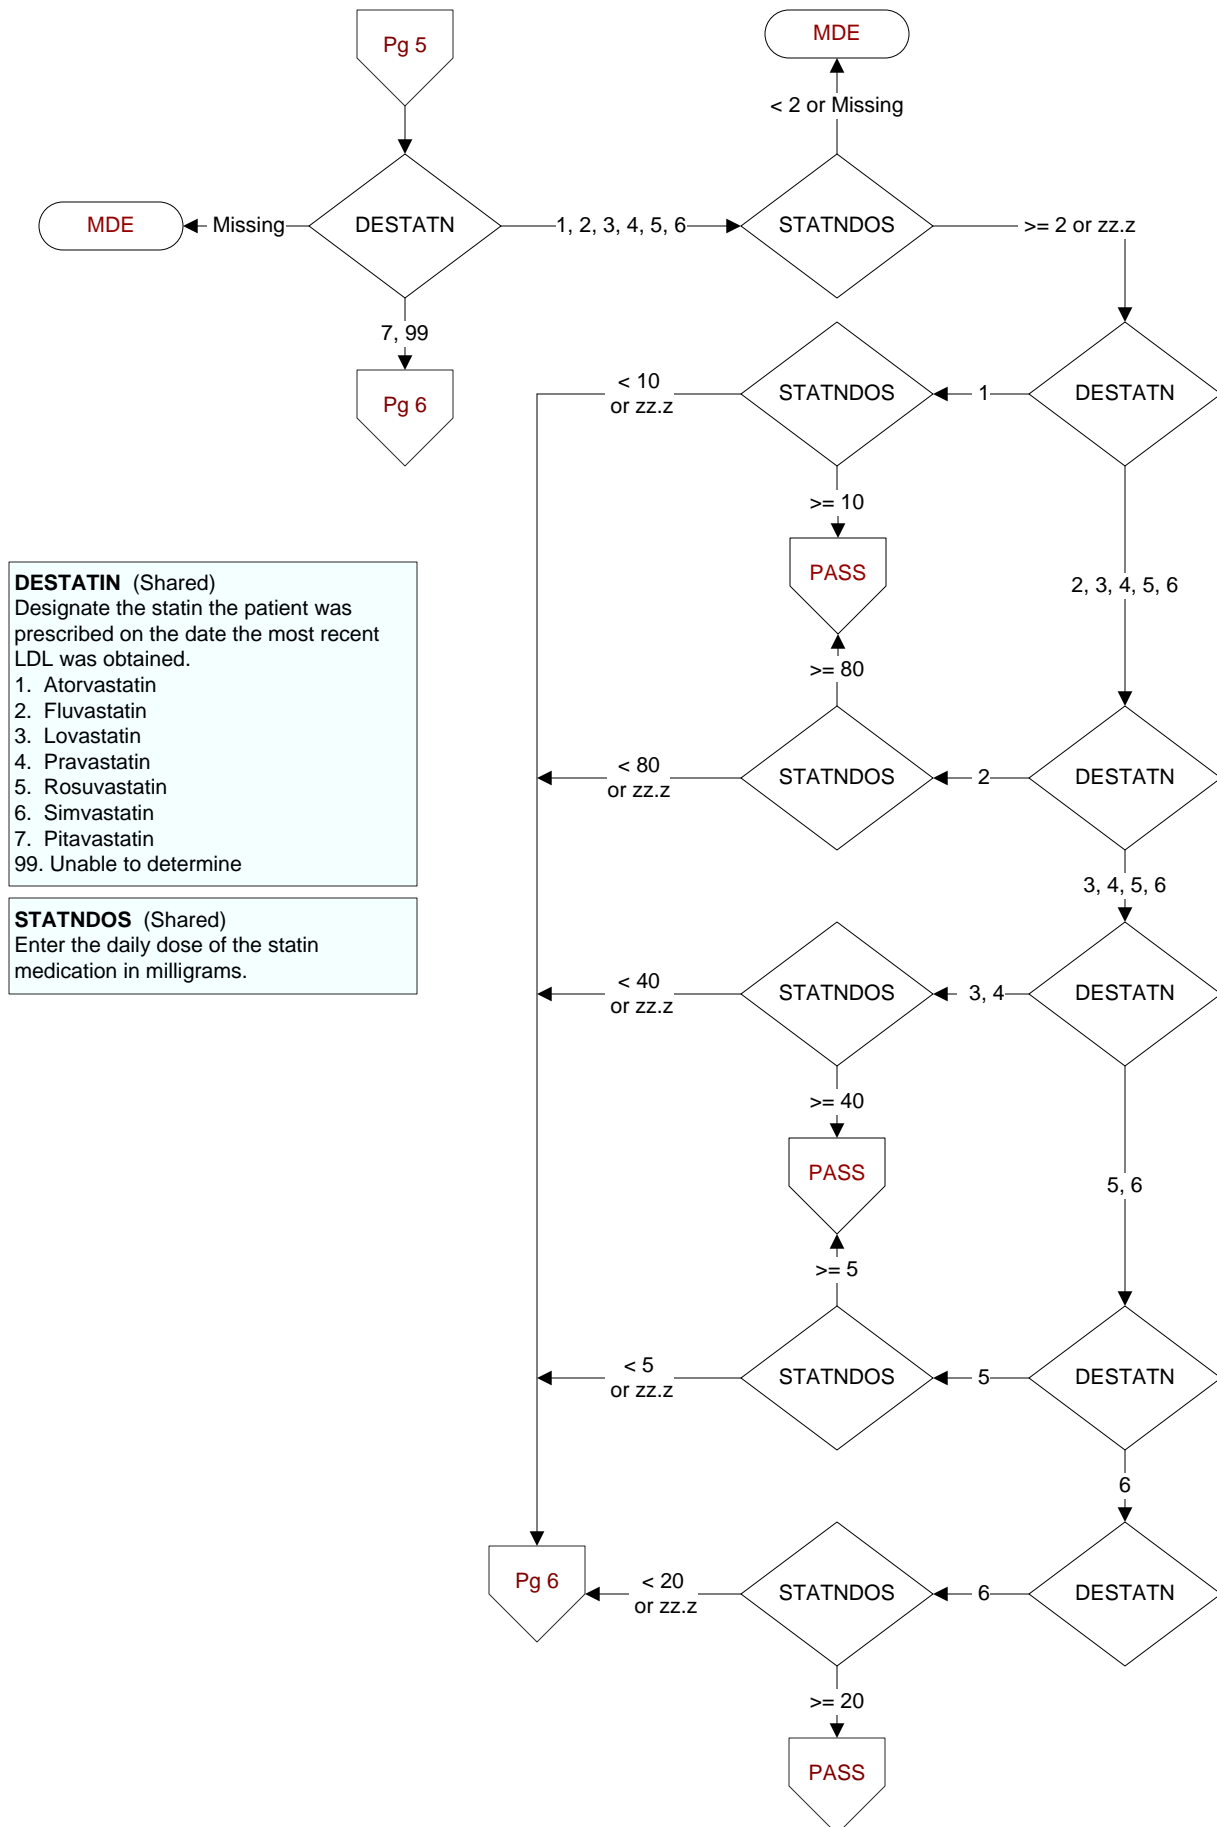 Pg 5
MDE
< 2 or Missing
MDE
Missing
DESTATN
1, 2, 3, 4, 5, 6
STATNDOS
>= 2 or zz.z
7, 99
Pg 6
< 10
or zz.z
STATNDOS
1
DESTATN
>= 10
PASS
2, 3, 4, 5, 6
>= 80
< 80
or zz.z
STATNDOS
2
DESTATN
3, 4, 5, 6
DESTATIN (Shared)
Designate the statin the patient was
prescribed on the date the most recent
LDL was obtained.
1. Atorvastatin
2. Fluvastatin
3. Lovastatin
4. Pravastatin
5. Rosuvastatin
6. Simvastatin
7. Pitavastatin
99. Unable to determine
STATNDOS (Shared)
Enter the daily dose of the statin
medication in milligrams.
< 40
or zz.z
STATNDOS
3, 4
DESTATN
>= 40
PASS
5, 6
>= 5
< 5
or zz.z
STATNDOS
5
DESTATN
6
Pg 6
< 20
or zz.z
STATNDOS
6
DESTATN
>= 20
PASS